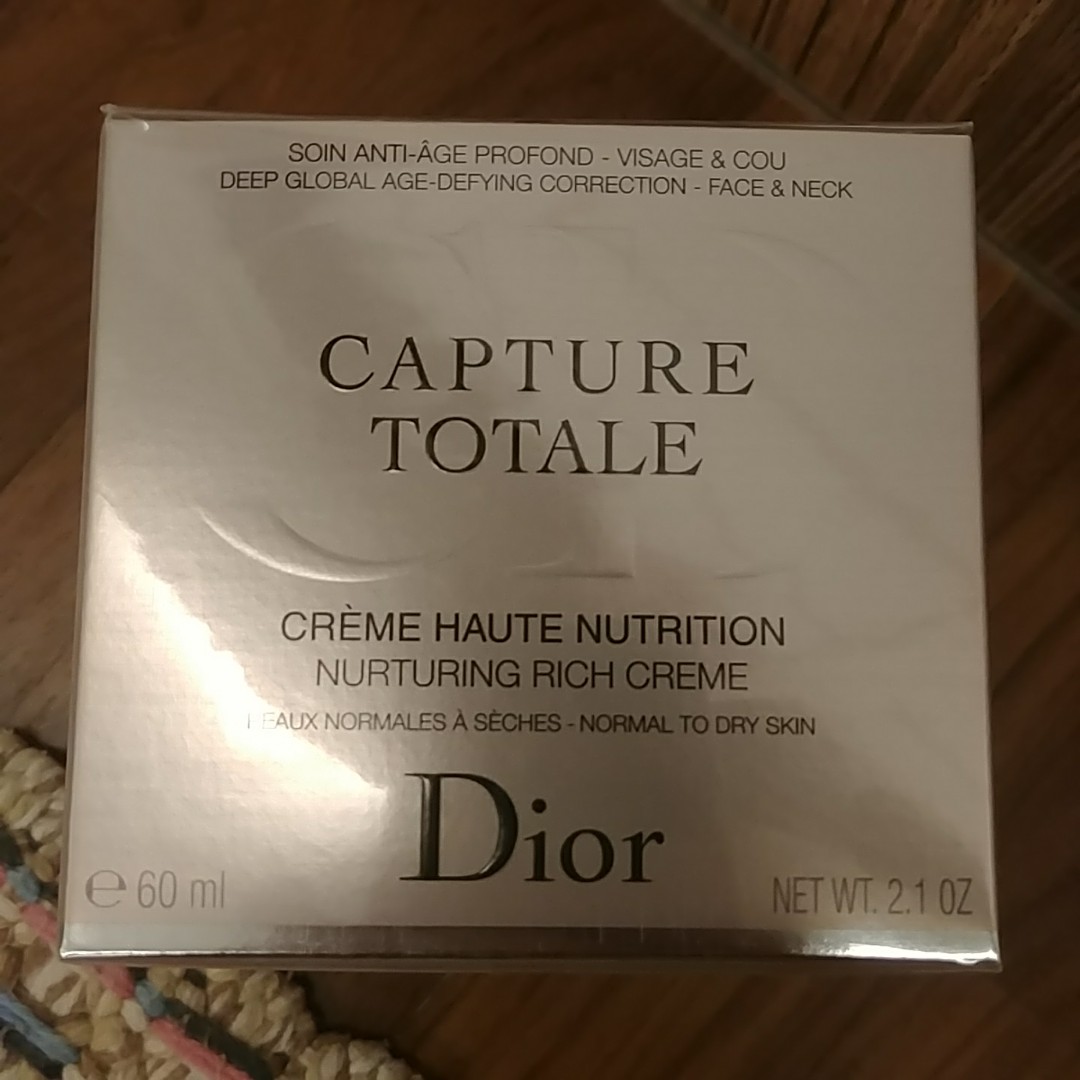 SOIN ANTI-ÂGE PROFOND - VISAGE & COU
DEEP GLOBAL AGE-DEFYING CORRECTION - FACE & NECK
CAPTURE
TOTALE
CRÈME HAUTE NUTRITION
NURTURING RICH CREME
PEAUX NORMALES À SÈCHES - NORMAL TO DRY SKIN
Dior
℮ 60 ml
NET WT. 2.1 OZ